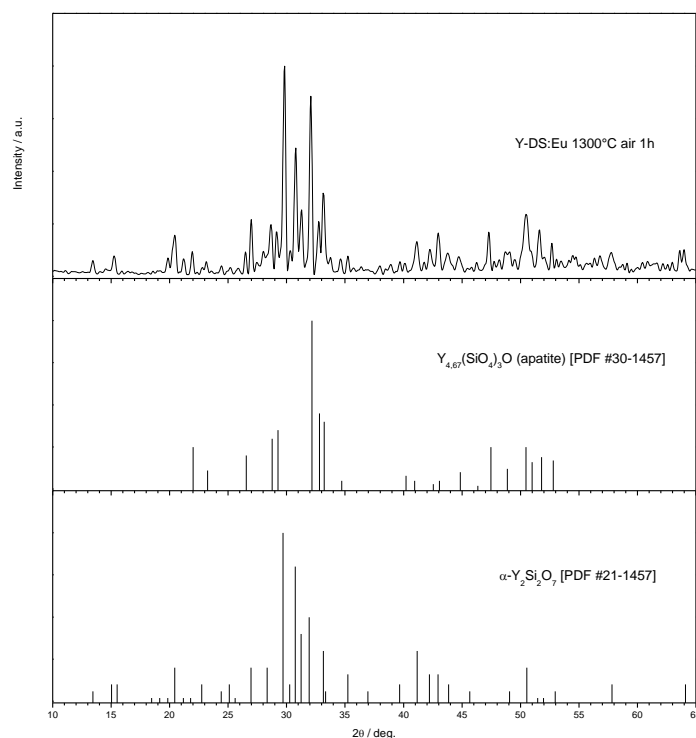 Intensity / a.u.
Y-DS:Eu 1300°C air 1h
Y4,67(SiO4)3O (apatite) [PDF #30-1457]
α-Y2Si2O7 [PDF #21-1457]
10 15 20 25 30 35 40 45 50 55 60 65
2θ / deg.